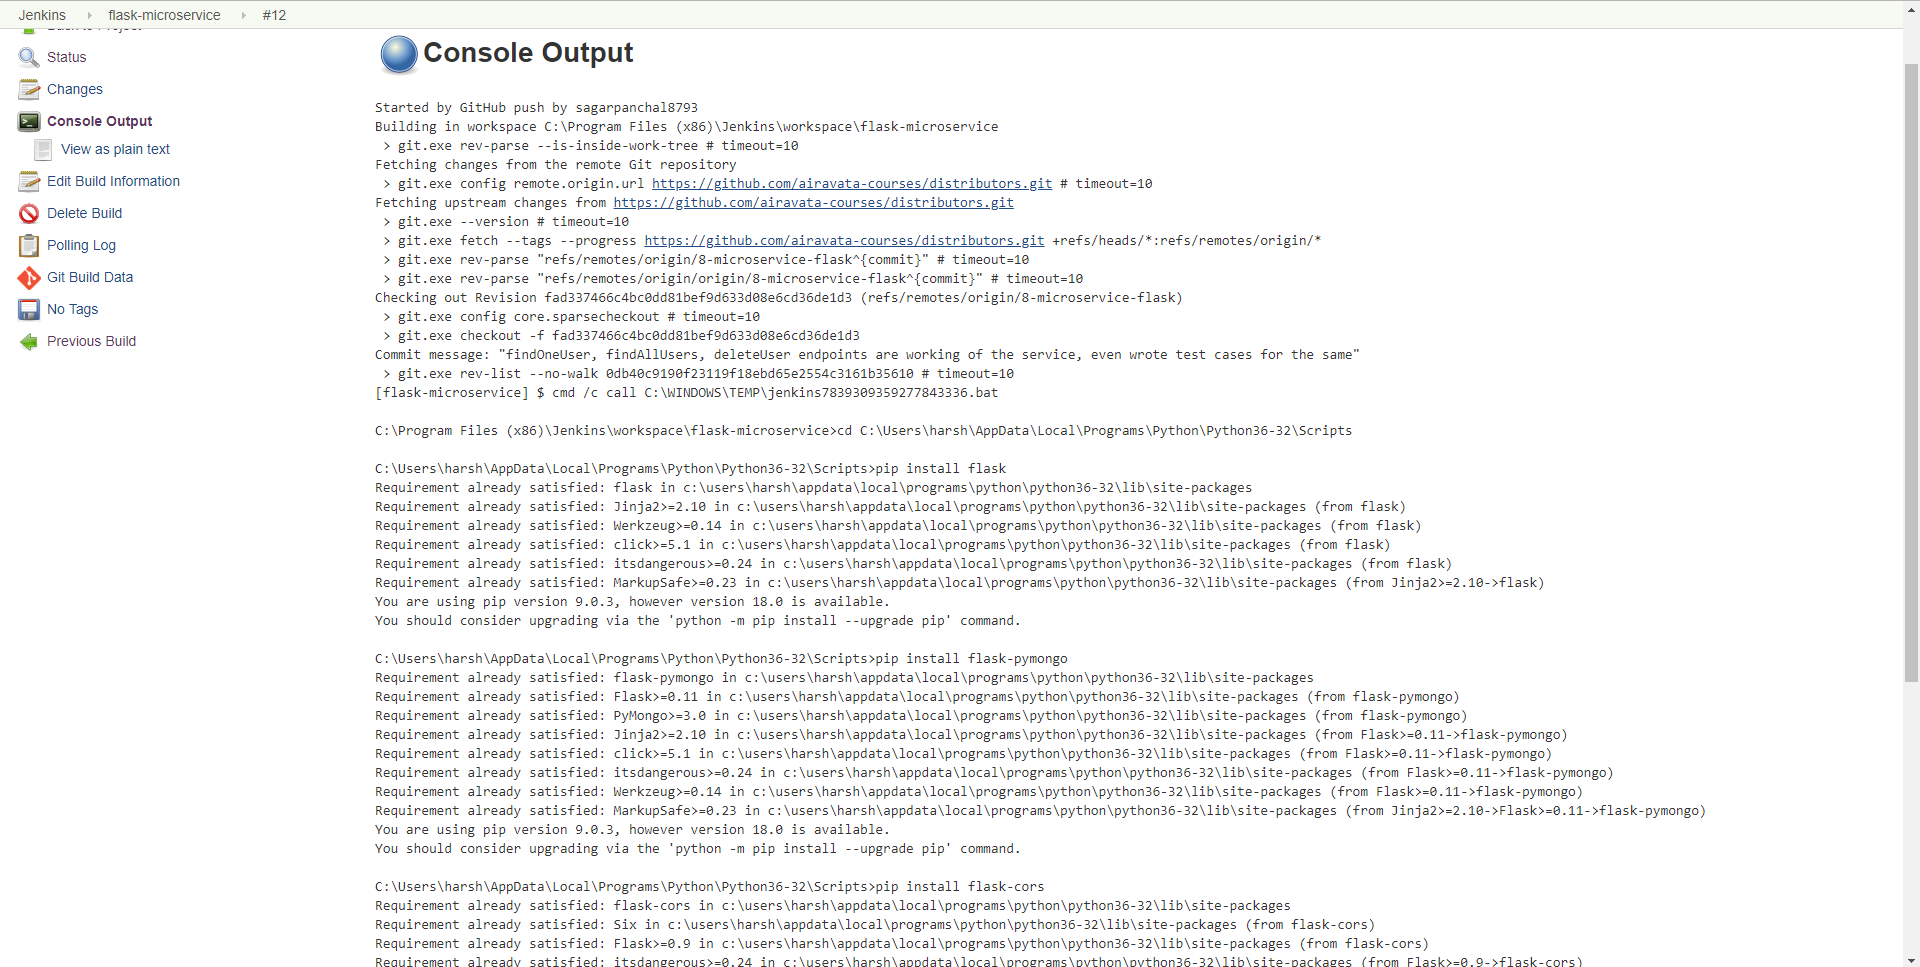 Jenkins
flask-microservice
#12
Back to Project
Status
Changes
Console Output
View as plain text
Edit Build Information
Delete Build
Polling Log
Git Build Data
No Tags
Previous Build
Console Output
Started by GitHub push by sagarpanchal8793
Building in workspace C:\Program Files (x86)\Jenkins\workspace\flask-microservice
> git.exe rev-parse --is-inside-work-tree # timeout=10
Fetching changes from the remote Git repository
> git.exe config remote.origin.url https://github.com/airavata-courses/distributors.git # timeout=10
Fetching upstream changes from https://github.com/airavata-courses/distributors.git
> git.exe --version # timeout=10
> git.exe fetch --tags --progress https://github.com/airavata-courses/distributors.git +refs/heads/*:refs/remotes/origin/*
> git.exe rev-parse "refs/remotes/origin/8-microservice-flask^{commit}" # timeout=10
> git.exe rev-parse "refs/remotes/origin/origin/8-microservice-flask^{commit}" # timeout=10
Checking out Revision fad337466c4bc0dd81bef9d633d08e6cd36de1d3 (refs/remotes/origin/8-microservice-flask)
> git.exe config core.sparsecheckout # timeout=10
> git.exe checkout -f fad337466c4bc0dd81bef9d633d08e6cd36de1d3
Commit message: "findOneUser, findAllUsers, deleteUser endpoints are working of the service, even wrote test cases for the same"
> git.exe rev-list --no-walk 0db40c9190f23119f18ebd65e2554c3161b35610 # timeout=10
[flask-microservice] $ cmd /c call C:\WINDOWS\TEMP\jenkins7839309359277843336.bat
C:\Program Files (x86)\Jenkins\workspace\flask-microservice>cd C:\Users\harsh\AppData\Local\Programs\Python\Python36-32\Scripts
C:\Users\harsh\AppData\Local\Programs\Python\Python36-32\Scripts>pip install flask
Requirement already satisfied: flask in c:\users\harsh\appdata\local\programs\python\python36-32\lib\site-packages
Requirement already satisfied: Jinja2>=2.10 in c:\users\harsh\appdata\local\programs\python\python36-32\lib\site-packages (from flask)
Requirement already satisfied: Werkzeug>=0.14 in c:\users\harsh\appdata\local\programs\python\python36-32\lib\site-packages (from flask)
Requirement already satisfied: click>=5.1 in c:\users\harsh\appdata\local\programs\python\python36-32\lib\site-packages (from flask)
Requirement already satisfied: itsdangerous>=0.24 in c:\users\harsh\appdata\local\programs\python\python36-32\lib\site-packages (from flask)
Requirement already satisfied: MarkupSafe>=0.23 in c:\users\harsh\appdata\local\programs\python\python36-32\lib\site-packages (from Jinja2>=2.10->flask)
You are using pip version 9.0.3, however version 18.0 is available.
You should consider upgrading via the 'python -m pip install --upgrade pip' command.
C:\Users\harsh\AppData\Local\Programs\Python\Python36-32\Scripts>pip install flask-pymongo
Requirement already satisfied: flask-pymongo in c:\users\harsh\appdata\local\programs\python\python36-32\lib\site-packages
Requirement already satisfied: Flask>=0.11 in c:\users\harsh\appdata\local\programs\python\python36-32\lib\site-packages (from flask-pymongo)
Requirement already satisfied: PyMongo>=3.0 in c:\users\harsh\appdata\local\programs\python\python36-32\lib\site-packages (from flask-pymongo)
Requirement already satisfied: Jinja2>=2.10 in c:\users\harsh\appdata\local\programs\python\python36-32\lib\site-packages (from Flask>=0.11->flask-pymongo)
Requirement already satisfied: click>=5.1 in c:\users\harsh\appdata\local\programs\python\python36-32\lib\site-packages (from Flask>=0.11->flask-pymongo)
Requirement already satisfied: itsdangerous>=0.24 in c:\users\harsh\appdata\local\programs\python\python36-32\lib\site-packages (from Flask>=0.11->flask-pymongo)
Requirement already satisfied: Werkzeug>=0.14 in c:\users\harsh\appdata\local\programs\python\python36-32\lib\site-packages (from Flask>=0.11->flask-pymongo)
Requirement already satisfied: MarkupSafe>=0.23 in c:\users\harsh\appdata\local\programs\python\python36-32\lib\site-packages (from Jinja2>=2.10->Flask>=0.11->flask-pymongo)
You are using pip version 9.0.3, however version 18.0 is available.
You should consider upgrading via the 'python -m pip install --upgrade pip' command.
C:\Users\harsh\AppData\Local\Programs\Python\Python36-32\Scripts>pip install flask-cors
Requirement already satisfied: flask-cors in c:\users\harsh\appdata\local\programs\python\python36-32\lib\site-packages
Requirement already satisfied: Six in c:\users\harsh\appdata\local\programs\python\python36-32\lib\site-packages (from flask-cors)
Requirement already satisfied: Flask>=0.9 in c:\users\harsh\appdata\local\programs\python\python36-32\lib\site-packages (from flask-cors)
Requirement already satisfied: itsdangerous>=0.24 in c:\users\harsh\appdata\local\programs\python\python36-32\lib\site-packages (from Flask>=0.9->flask-cors)